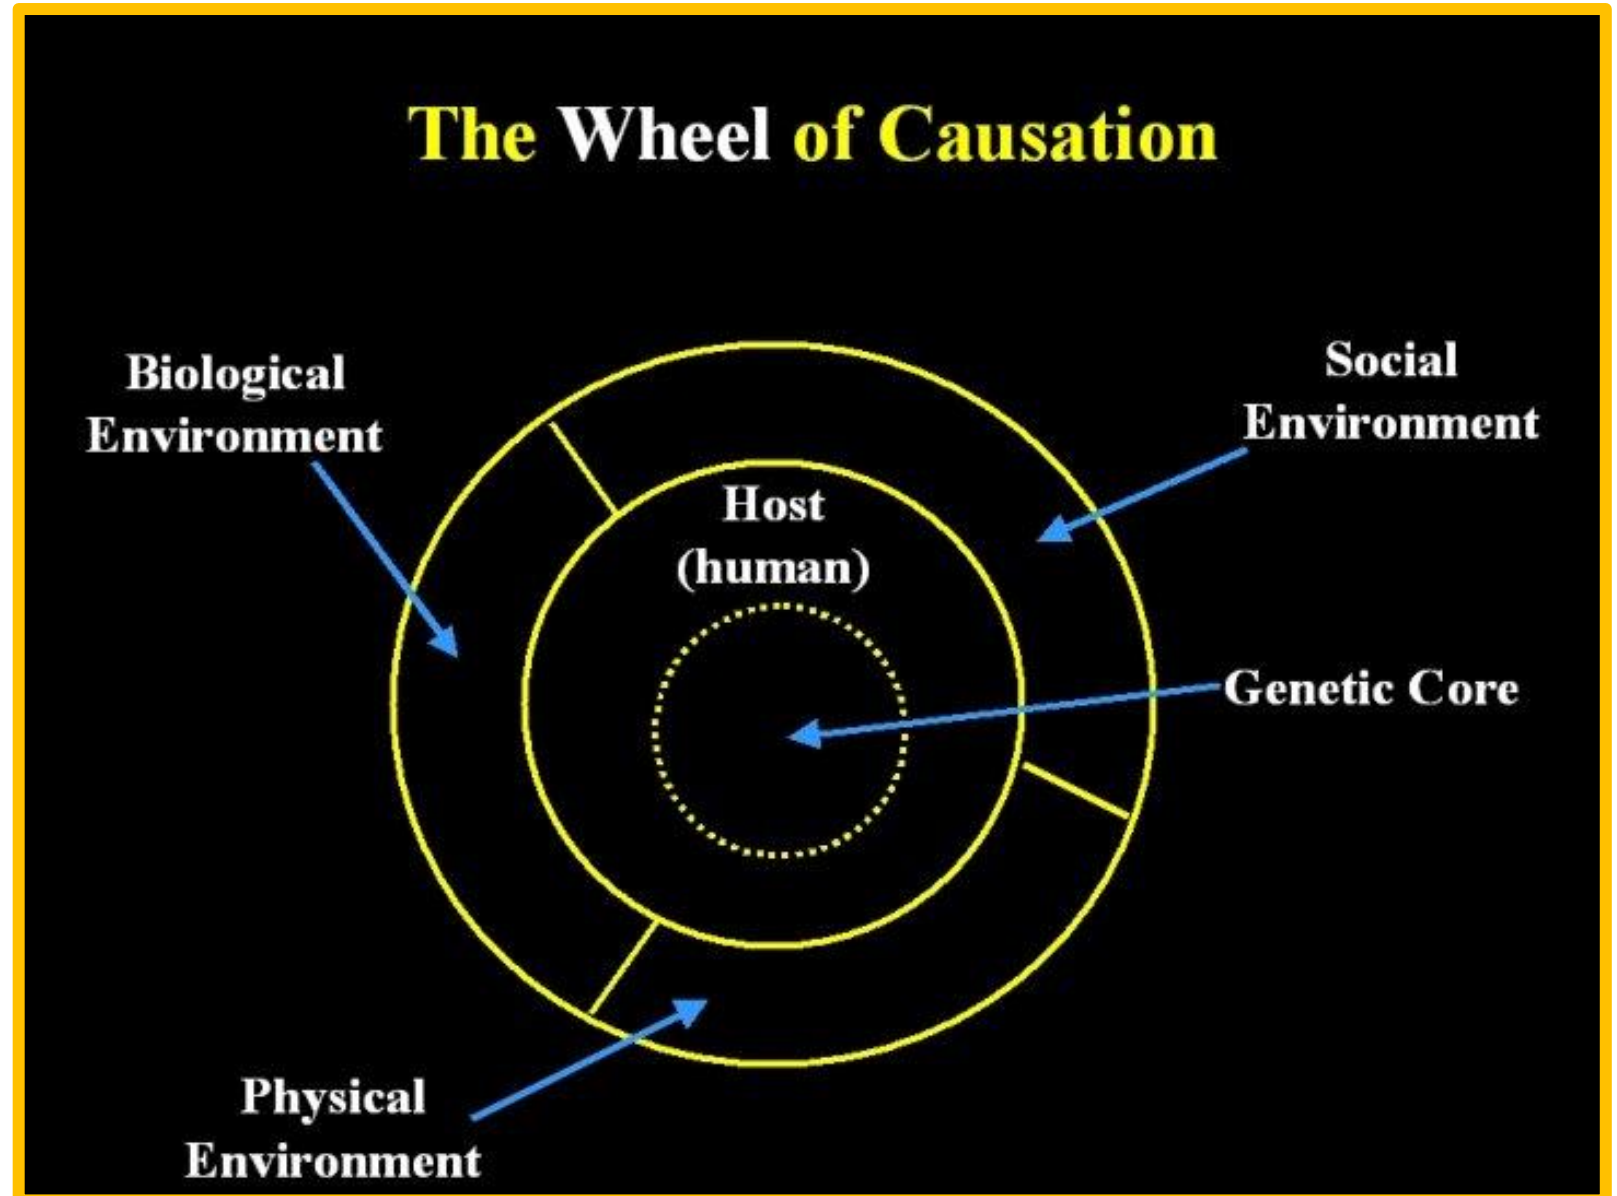 The Wheel of Causation
Biological
Environment
Social
Environment
Host
(human)
Genetic Core
Physical
Environment